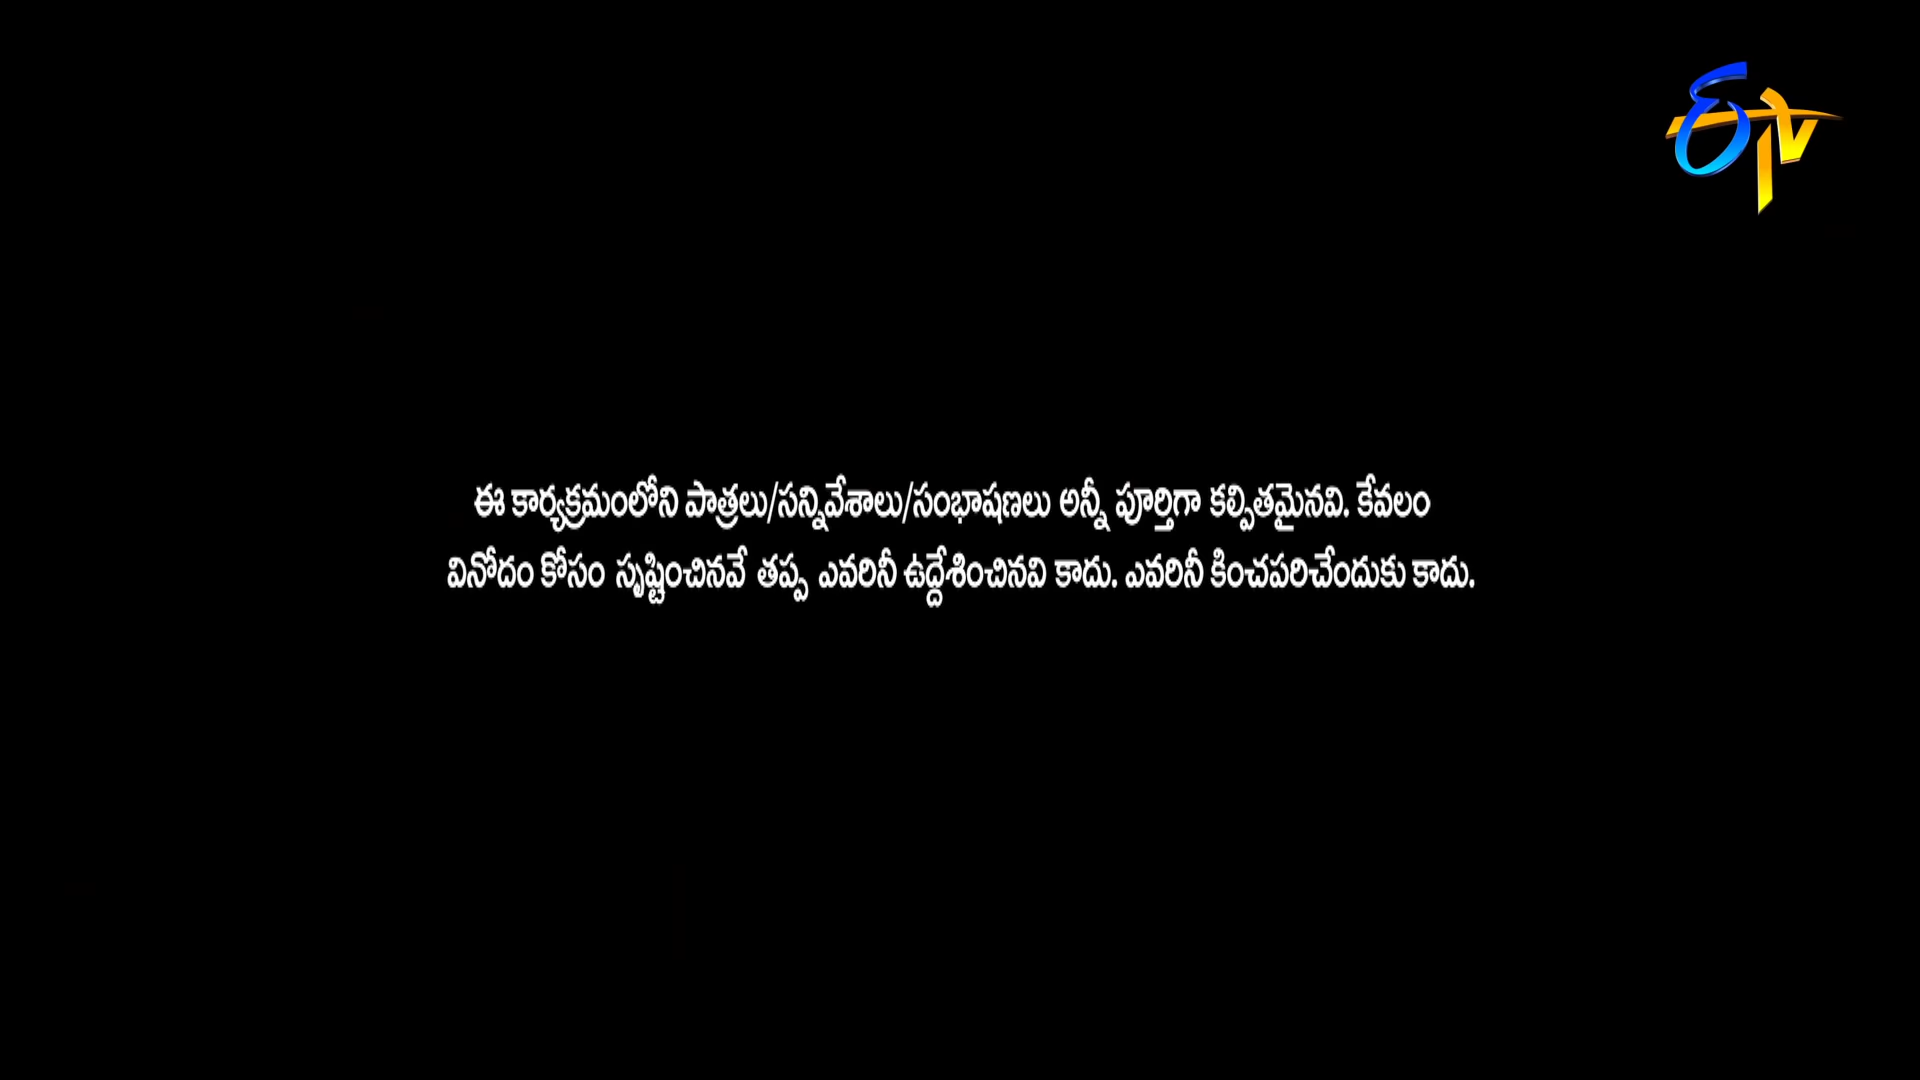 ETV
ఈ కార్యక్రమంలోని పాత్రలు/సన్నివేశాలు/సంభాషణలు అన్నీ పూర్తిగా కల్పితమైనవి. కేవలం
వినోదం కోసం సృష్టించినవే తప్ప ఎవరినీ ఉద్దేశించినవి కాదు. ఎవరినీ కించపరిచేందుకు కాదు.